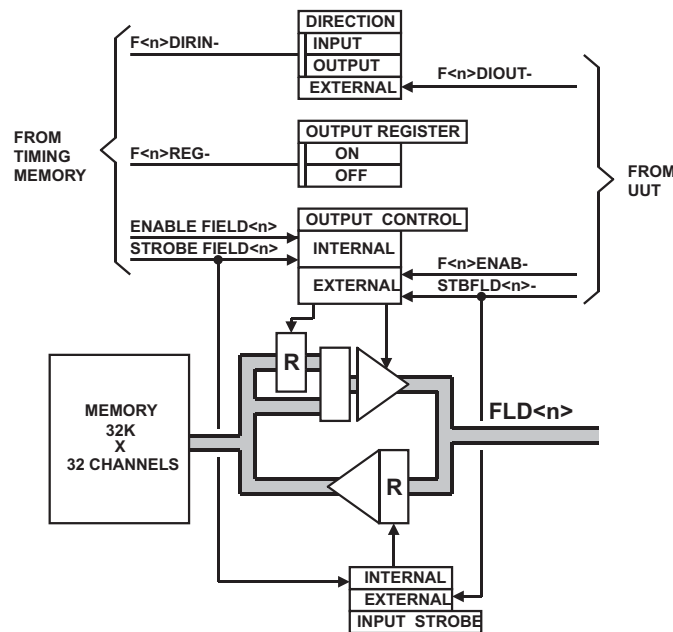 DIRECTION
F<n>DIRIN-
INPUT
OUTPUT
EXTERNAL
F<n>DIOUT-
FROM
TIMING
MEMORY
OUTPUT REGISTER
F<n>REG-
ON
OFF
FROM
UUT
OUTPUT CONTROL
ENABLE FIELD<n>
STROBE FIELD<n>
INTERNAL
EXTERNAL
F<n>ENAB-
STBFLD<n>-
R
MEMORY
32K
X
32 CHANNELS
FLD<n>
R
INTERNAL
EXTERNAL
INPUT STROBE